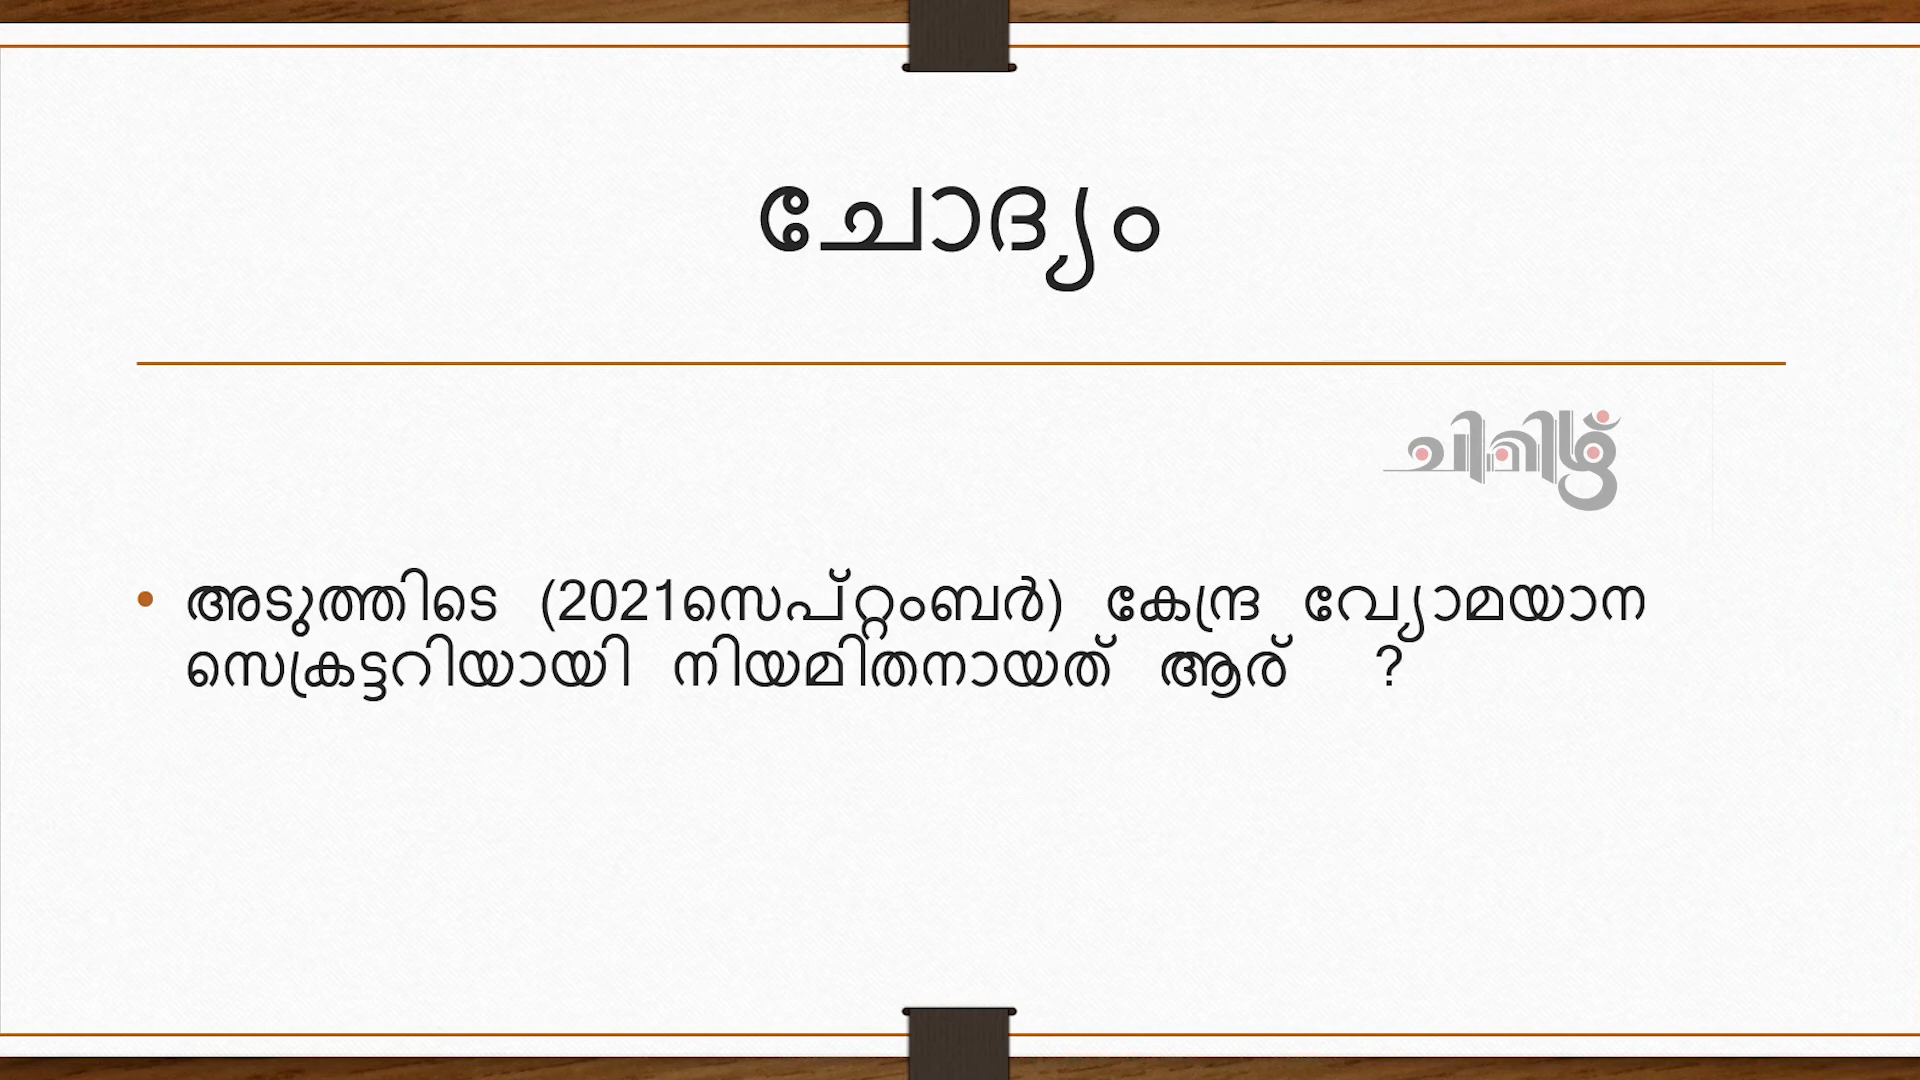 ചോദ്യം
ചിമിഴ്
അടുത്തിടെ (2021സെപ്റ്റംബർ) കേന്ദ്ര വ്യോമയാന
സെക്രട്ടറിയായി നിയമിതനായത് ആര് ?